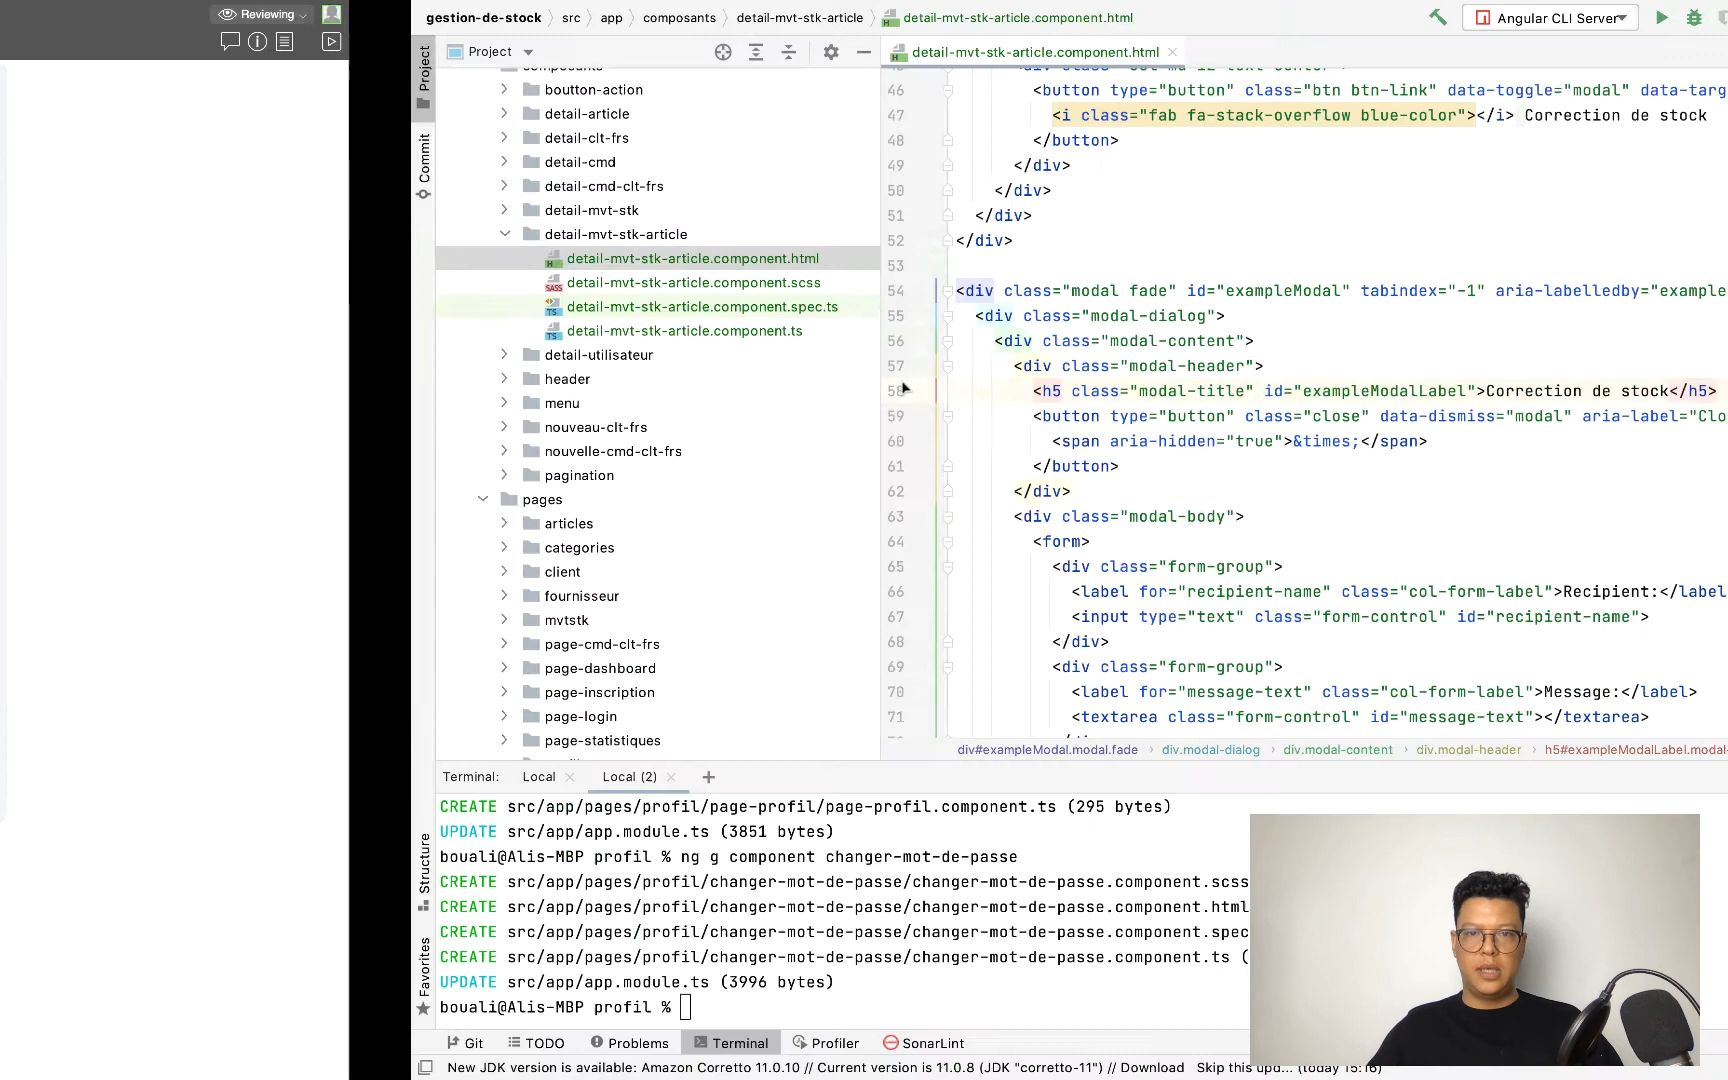 Reviewing
gestion-de-stock › src › app › composants › detail-mvt-stk-article › detail-mvt-stk-article.component.html
Angular CLI Server
Project
detail-mvt-stk-article.component.html
Project
Commit
Structure
Favorites
composants
boutton-action
detail-article
detail-clt-frs
detail-cmd
detail-cmd-clt-frs
detail-mvt-stk
detail-mvt-stk-article
detail-mvt-stk-article.component.html
detail-mvt-stk-article.component.scss
detail-mvt-stk-article.component.spec.ts
detail-mvt-stk-article.component.ts
detail-utilisateur
header
menu
nouveau-clt-frs
nouvelle-cmd-clt-frs
pagination
pages
articles
categories
client
fournisseur
mvtstk
page-cmd-clt-frs
page-dashboard
page-inscription
page-login
page-statistiques
46 <button type="button" class="btn btn-link" data-toggle="modal" data-targ
47 <i class="fab fa-stack-overflow blue-color"></i> Correction de stock
48 </button>
49 </div>
50 </div>
51 </div>
52 </div>
53
54 <div class="modal fade" id="exampleModal" tabindex="-1" aria-labelledby="example
55 <div class="modal-dialog">
56 <div class="modal-content">
57 <div class="modal-header">
58 <h5 class="modal-title" id="exampleModalLabel">Correction de stock</h5>
59 <button type="button" class="close" data-dismiss="modal" aria-label="Clo
60 <span aria-hidden="true">&times;</span>
61 </button>
62 </div>
63 <div class="modal-body">
64 <form>
65 <div class="form-group">
66 <label for="recipient-name" class="col-form-label">Recipient:</label
67 <input type="text" class="form-control" id="recipient-name">
68 </div>
69 <div class="form-group">
70 <label for="message-text" class="col-form-label">Message:</label>
71 <textarea class="form-control" id="message-text"></textarea>
div#exampleModal.modal.fade › div.modal-dialog › div.modal-content › div.modal-header › h5#exampleModalLabel.modal-
Terminal: Local Local (2)
CREATE src/app/pages/profil/page-profil/page-profil.component.ts (295 bytes)
UPDATE src/app/app.module.ts (3851 bytes)
bouali@Alis-MBP profil % ng g component changer-mot-de-passe
CREATE src/app/pages/profil/changer-mot-de-passe/changer-mot-de-passe.component.scss
CREATE src/app/pages/profil/changer-mot-de-passe/changer-mot-de-passe.component.html
CREATE src/app/pages/profil/changer-mot-de-passe/changer-mot-de-passe.component.spec
CREATE src/app/pages/profil/changer-mot-de-passe/changer-mot-de-passe.component.ts (
UPDATE src/app/app.module.ts (3996 bytes)
bouali@Alis-MBP profil %
Git TODO Problems Terminal Profiler SonarLint
New JDK version is available: Amazon Corretto 11.0.10 // Current version is 11.0.8 (JDK "corretto-11") // Download Skip this upd... (today 15:16)